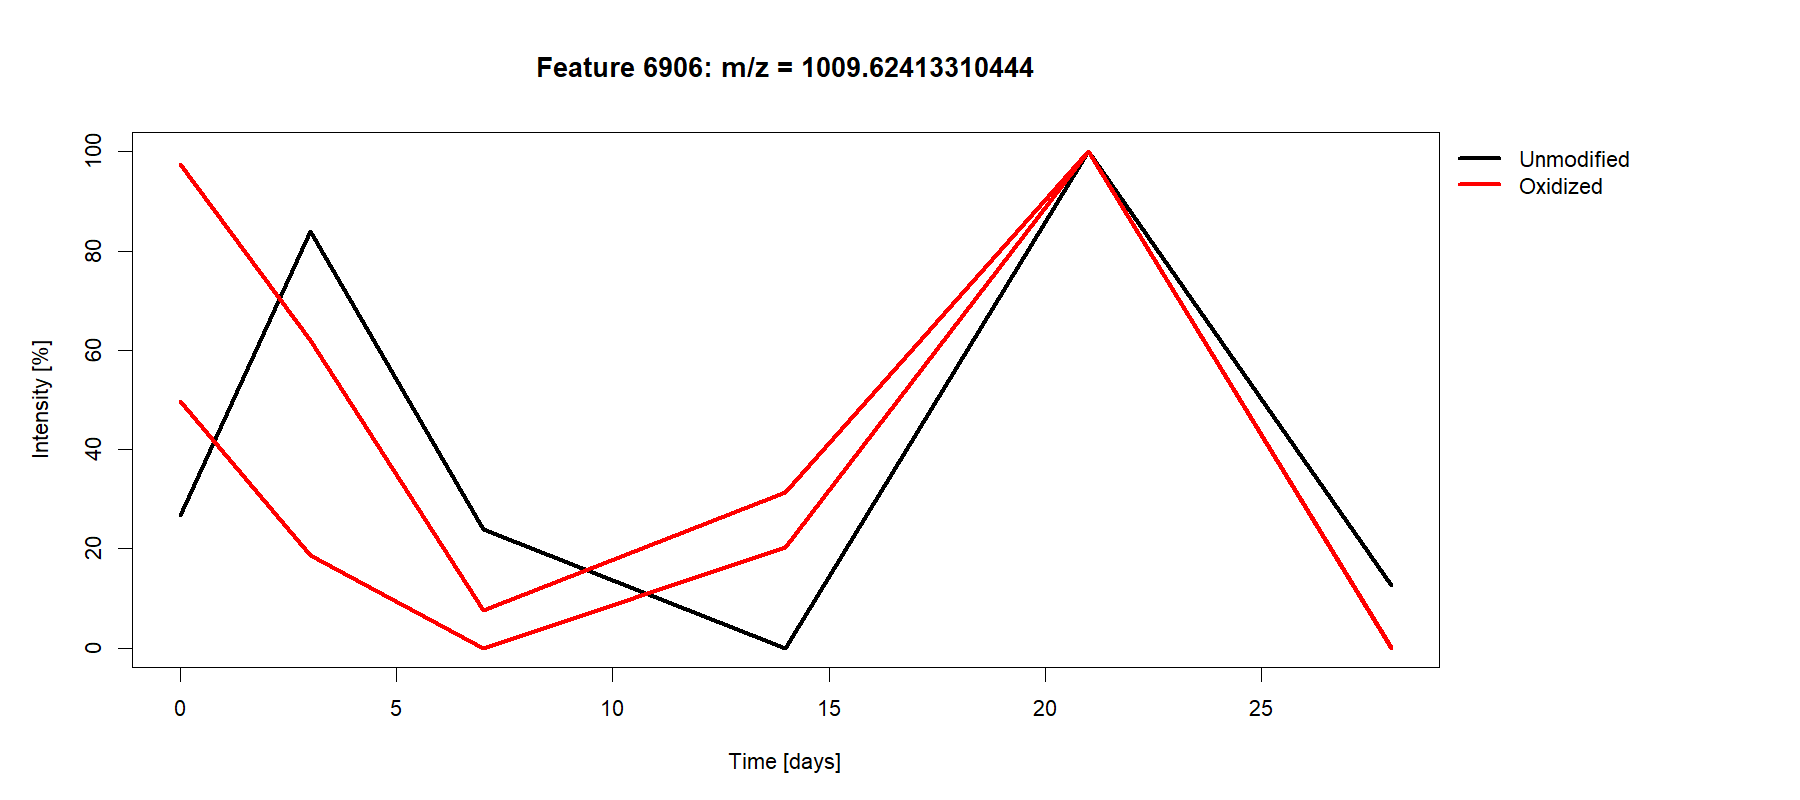 Feature 6906: m/z = 1009.62413310444
Unmodified
Oxidized
Intensity [%]
100
80
60
40
20
0
0 5 10 15 20 25
Time [days]